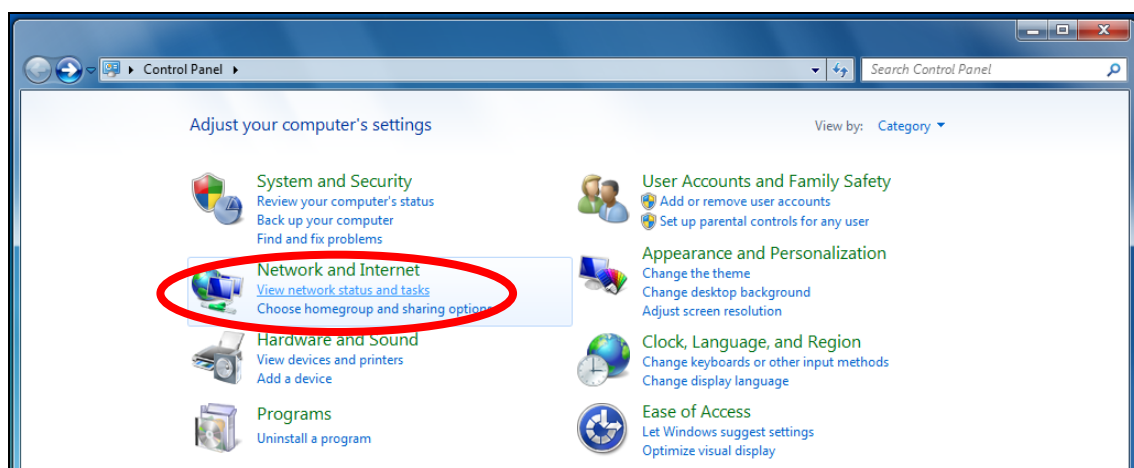 Control Panel
Search Control Panel
Adjust your computer's settings
View by: Category
System and Security
Review your computer's status
Back up your computer
Find and fix problems
Network and Internet
View network status and tasks
Choose homegroup and sharing options
Hardware and Sound
View devices and printers
Add a device
Programs
Uninstall a program
User Accounts and Family Safety
Add or remove user accounts
Set up parental controls for any user
Appearance and Personalization
Change the theme
Change desktop background
Adjust screen resolution
Clock, Language, and Region
Change keyboards or other input methods
Change display language
Ease of Access
Let Windows suggest settings
Optimize visual display